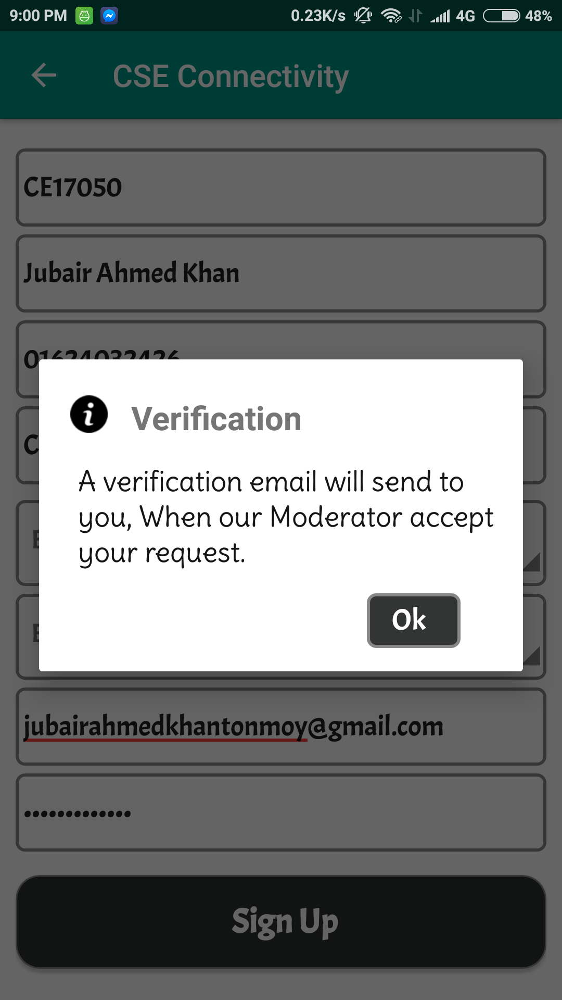 9:00 PM 0.23K/s 4G 48%
CSE Connectivity
CE17050
Jubair Ahmed Khan
01624032426
Verification
A verification email will send to
you, When our Moderator accept
your request.
Ok
jubairahmedkhantonmoy@gmail.com
•••••••••••••
Sign Up